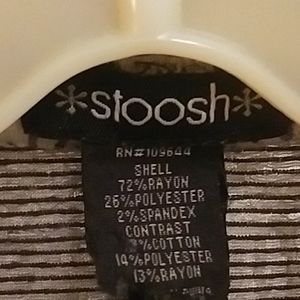 *stoosh*
RN#109644
SHELL
72%RAYON
26%POLYESTER
2%SPANDEX
CONTRAST
%COTTON
14%POLYESTER
13%RAYON